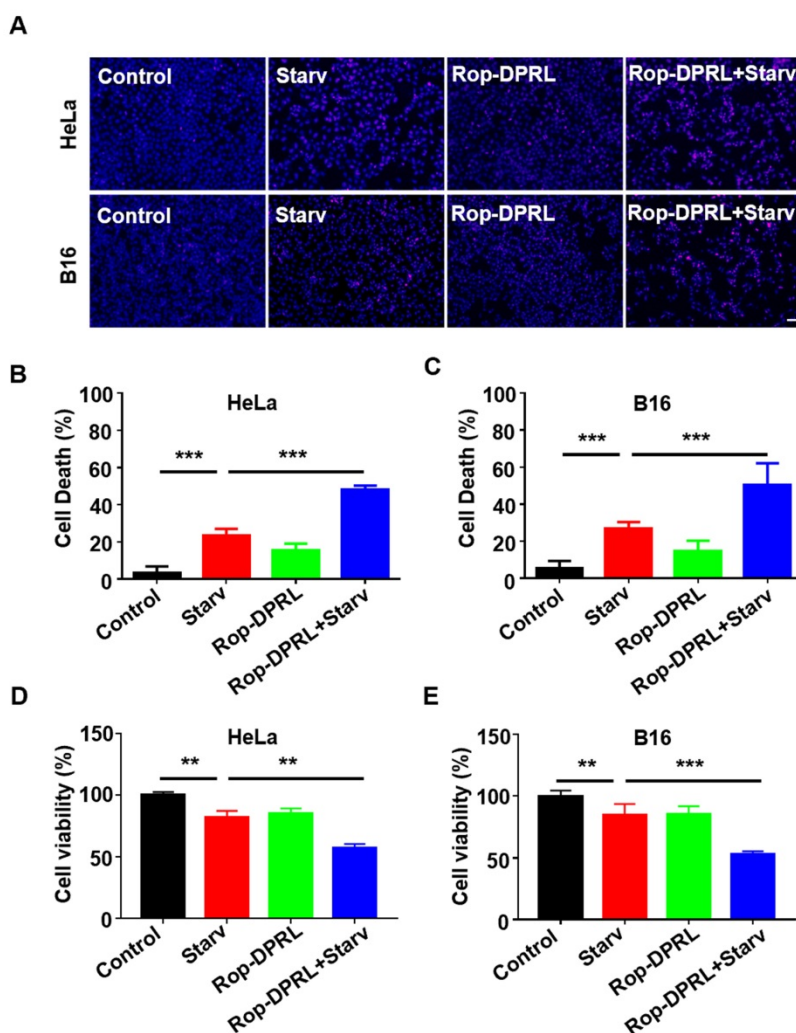 A
HeLa
Control
Starv
Rop-DPRL
Rop-DPRL+Starv
B16
Control
Starv
Rop-DPRL
Rop-DPRL+Starv
B
HeLa
Cell Death (%)
100
80
60
40
20
0
***
***
Control
Starv
Rop-DPRL
Rop-DPRL+Starv
C
B16
Cell Death (%)
100
80
60
40
20
0
***
***
Control
Starv
Rop-DPRL
Rop-DPRL+Starv
D
HeLa
Cell viability (%)
150
100
50
0
**
**
Control
Starv
Rop-DPRL
Rop-DPRL+Starv
E
B16
Cell viability (%)
150
100
50
0
**
***
Control
Starv
Rop-DPRL
Rop-DPRL+Starv